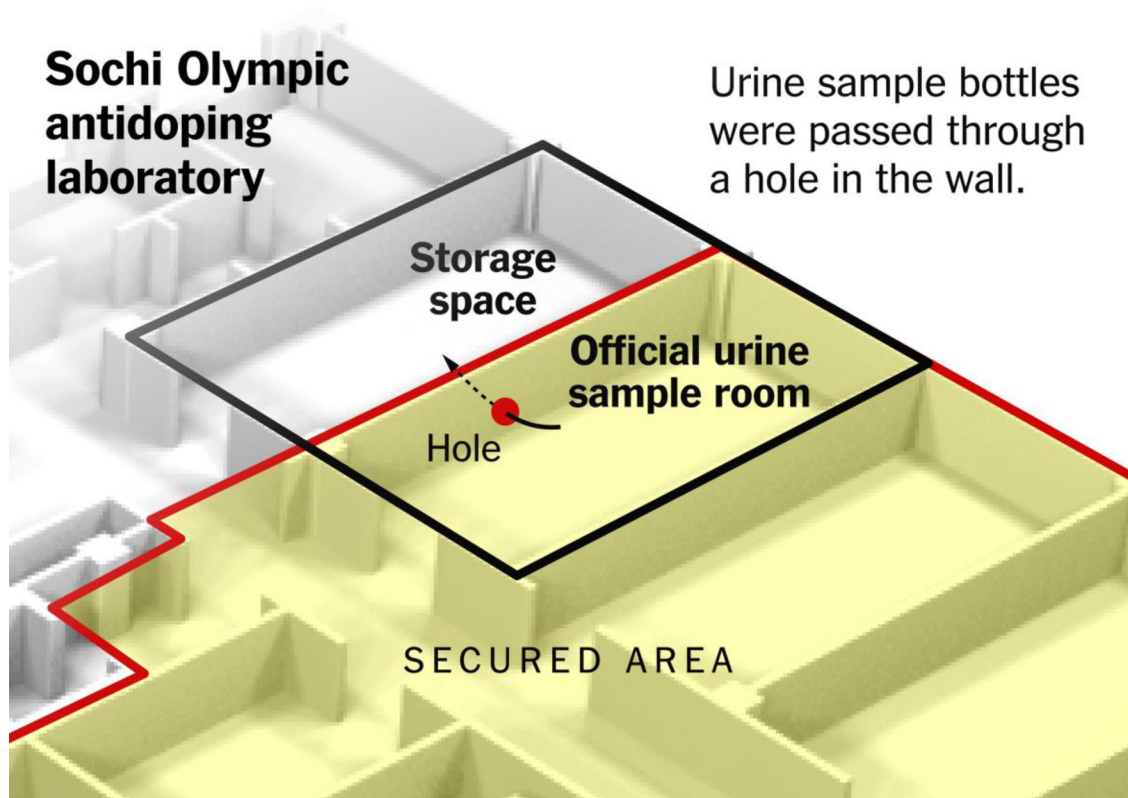 Sochi Olympic
antidoping
laboratory
Urine sample bottles
were passed through
a hole in the wall.
Storage
space
Official urine
sample room
Hole
SECURED AREA